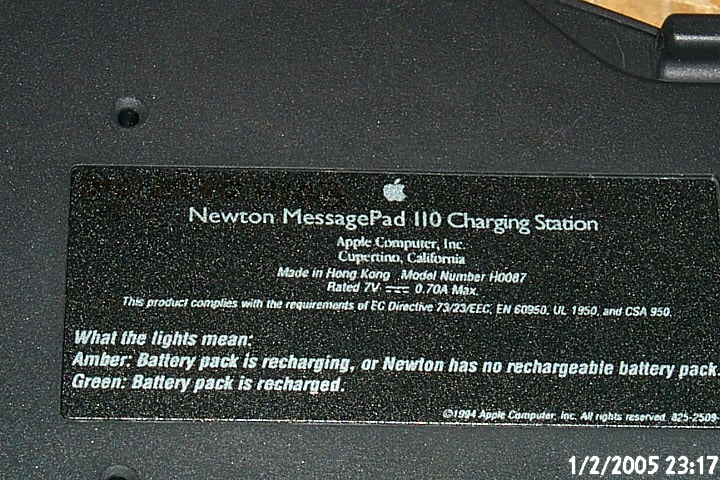 Newton MessagePad 110 Charging Station
Apple Computer, Inc.
Cupertino, California
Made in Hong Kong Model Number H0087
Rated 7V ⎓ 0.70A Max.
This product complies with the requirements of EC Directive 73/23/EEC, EN 60950, UL 1950, and CSA 950.
What the lights mean:
Amber: Battery pack is recharging, or Newton has no rechargeable battery pack.
Green: Battery pack is recharged.
©1994 Apple Computer, Inc. All rights reserved. 825-2509-
1/2/2005 23:17